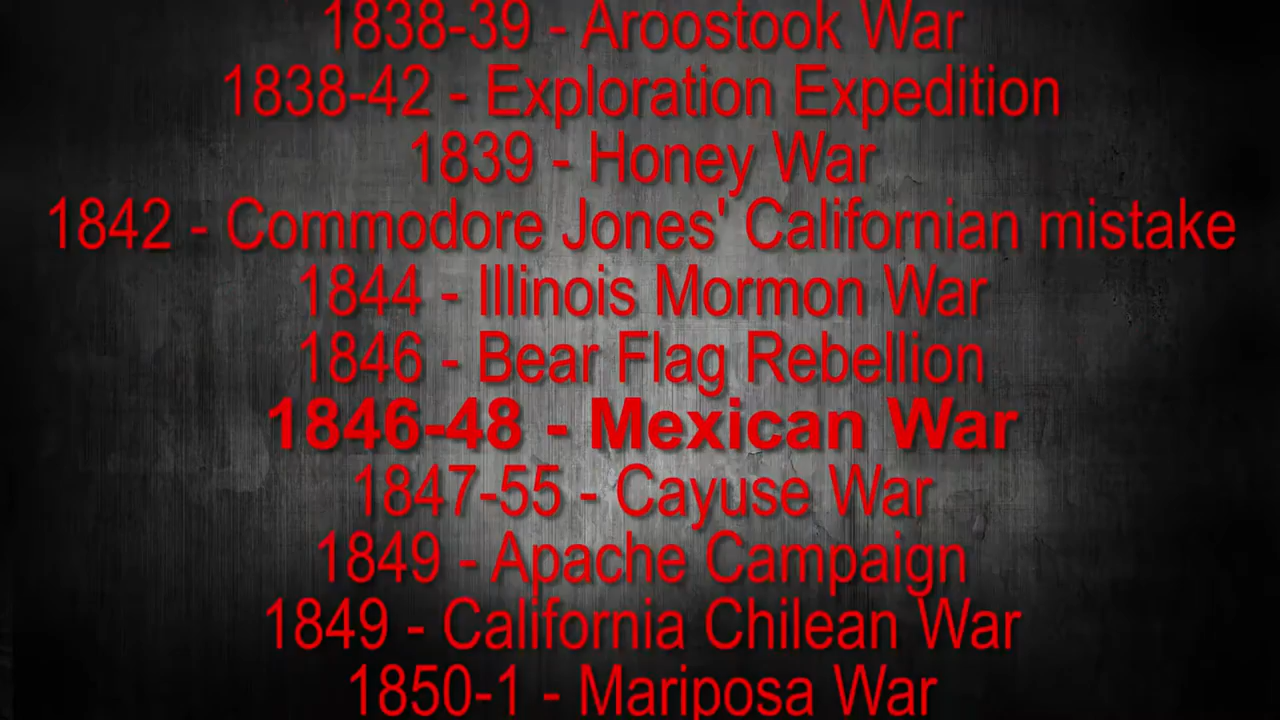 1838-39 - Aroostook War
1838-42 - Exploration Expedition
1839 - Honey War
1842 - Commodore Jones' Californian mistake
1844 - Illinois Mormon War
1846 - Bear Flag Rebellion
1846-48 - Mexican War
1847-55 - Cayuse War
1849 - Apache Campaign
1849 - California Chilean War
1850-1 - Mariposa War